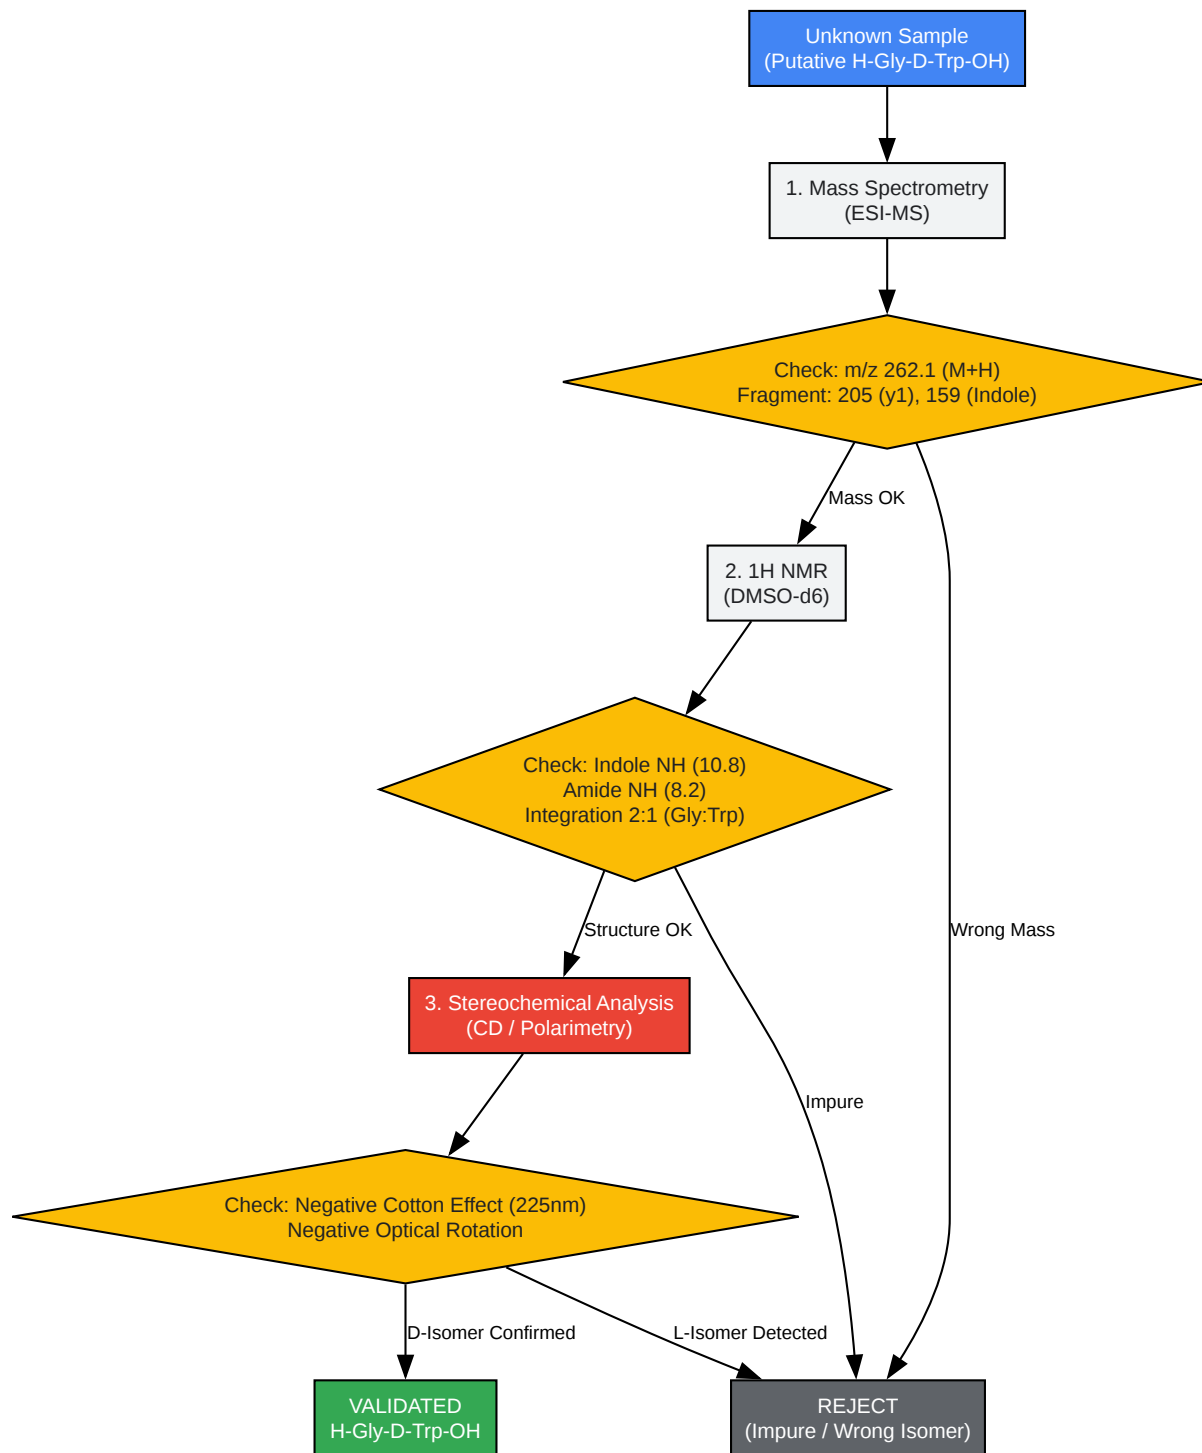 Unknown Sample
(Putative H-Gly-D-Trp-OH)
1. Mass Spectrometry
(ESI-MS)
Check: m/z 262.1 (M+H)
Fragment: 205 (y1), 159 (Indole)
Mass OK
2. 1H NMR
(DMSO-d6)
Check: Indole NH (10.8)
Amide NH (8.2)
Integration 2:1 (Gly:Trp)
Structure OK
Wrong Mass
3. Stereochemical Analysis
(CD / Polarimetry)
Impure
Check: Negative Cotton Effect (225nm)
Negative Optical Rotation
D-Isomer Confirmed
L-Isomer Detected
VALIDATED
H-Gly-D-Trp-OH
REJECT
(Impure / Wrong Isomer)